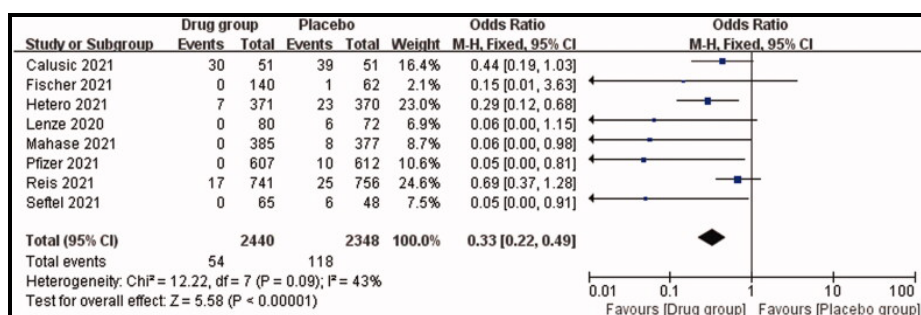 Drug group Placebo Odds Ratio Odds Ratio
Study or Subgroup Events Total Events Total Weight M-H, Fixed, 95% CI M-H, Fixed, 95% CI
Calusic 2021 30 51 39 51 16.4% 0.44 [0.19, 1.03]
Fischer 2021 0 140 1 62 2.1% 0.15 [0.01, 3.63]
Hetero 2021 7 371 23 370 23.0% 0.29 [0.12, 0.68]
Lenze 2020 0 80 6 72 6.9% 0.06 [0.00, 1.15]
Mahase 2021 0 385 8 377 8.9% 0.06 [0.00, 0.98]
Pfizer 2021 0 607 10 612 10.6% 0.05 [0.00, 0.81]
Reis 2021 17 741 25 756 24.6% 0.69 [0.37, 1.28]
Seftel 2021 0 65 6 48 7.5% 0.05 [0.00, 0.91]
Total (95% CI) 2440 2348 100.0% 0.33 [0.22, 0.49]
Total events 54 118
Heterogeneity: Chi² = 12.22, df = 7 (P = 0.09); I² = 43%
Test for overall effect: Z = 5.58 (P < 0.00001)
0.01 0.1 1 10 100
Favours [Drug group] Favours [Placebo group]